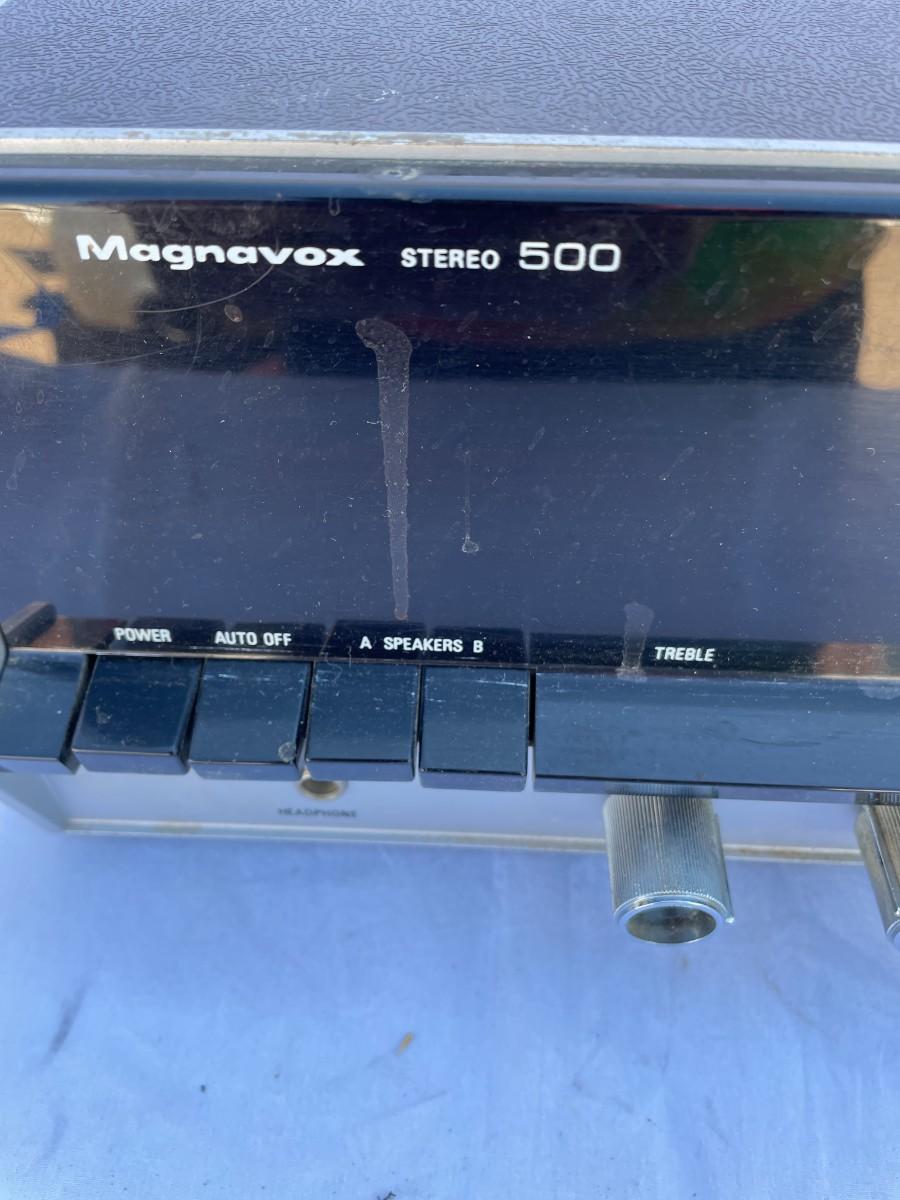 Magnavox STEREO 500
POWER AUTO OFF A SPEAKERS B TREBLE
HEADPHONE